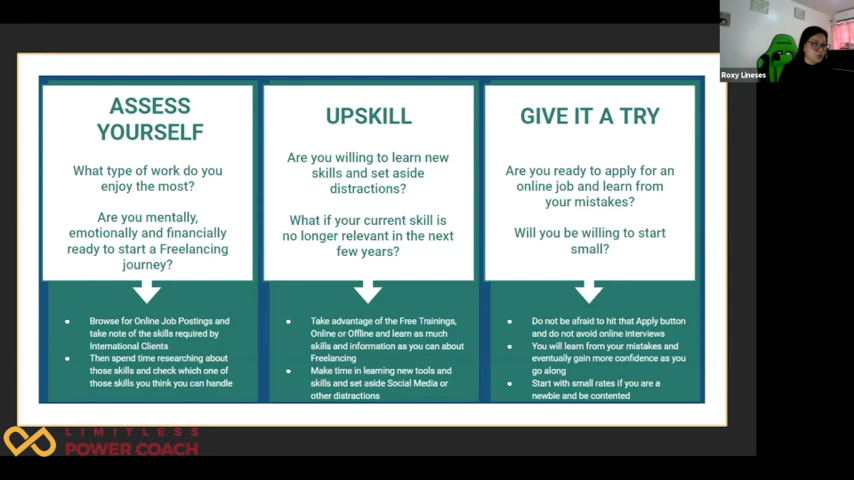 Roxy Lineses
ASSESS
YOURSELF
What type of work do you
enjoy the most?
Are you mentally,
emotionally and financially
ready to start a Freelancing
journey?
• Browse for Online Job Postings and
take note of the skills required by
International Clients
• Then spend time researching about
those skills and check which one of
those skills you think you can handle
UPSKILL
Are you willing to learn new
skills and set aside
distractions?
What if your current skill is
no longer relevant in the next
few years?
• Take advantage of the Free Trainings,
Online or Offline and learn as much
skills and information as you can about
Freelancing
• Make time in learning new tools and
skills and set aside Social Media or
other distractions
GIVE IT A TRY
Are you ready to apply for an
online job and learn from
your mistakes?
Will you be willing to start
small?
• Do not be afraid to hit that Apply button
and do not avoid online interviews
• You will learn from your mistakes and
eventually gain more confidence as you
go along
• Start with small rates if you are a
newbie and be contented
LIMITLESS
POWER COACH